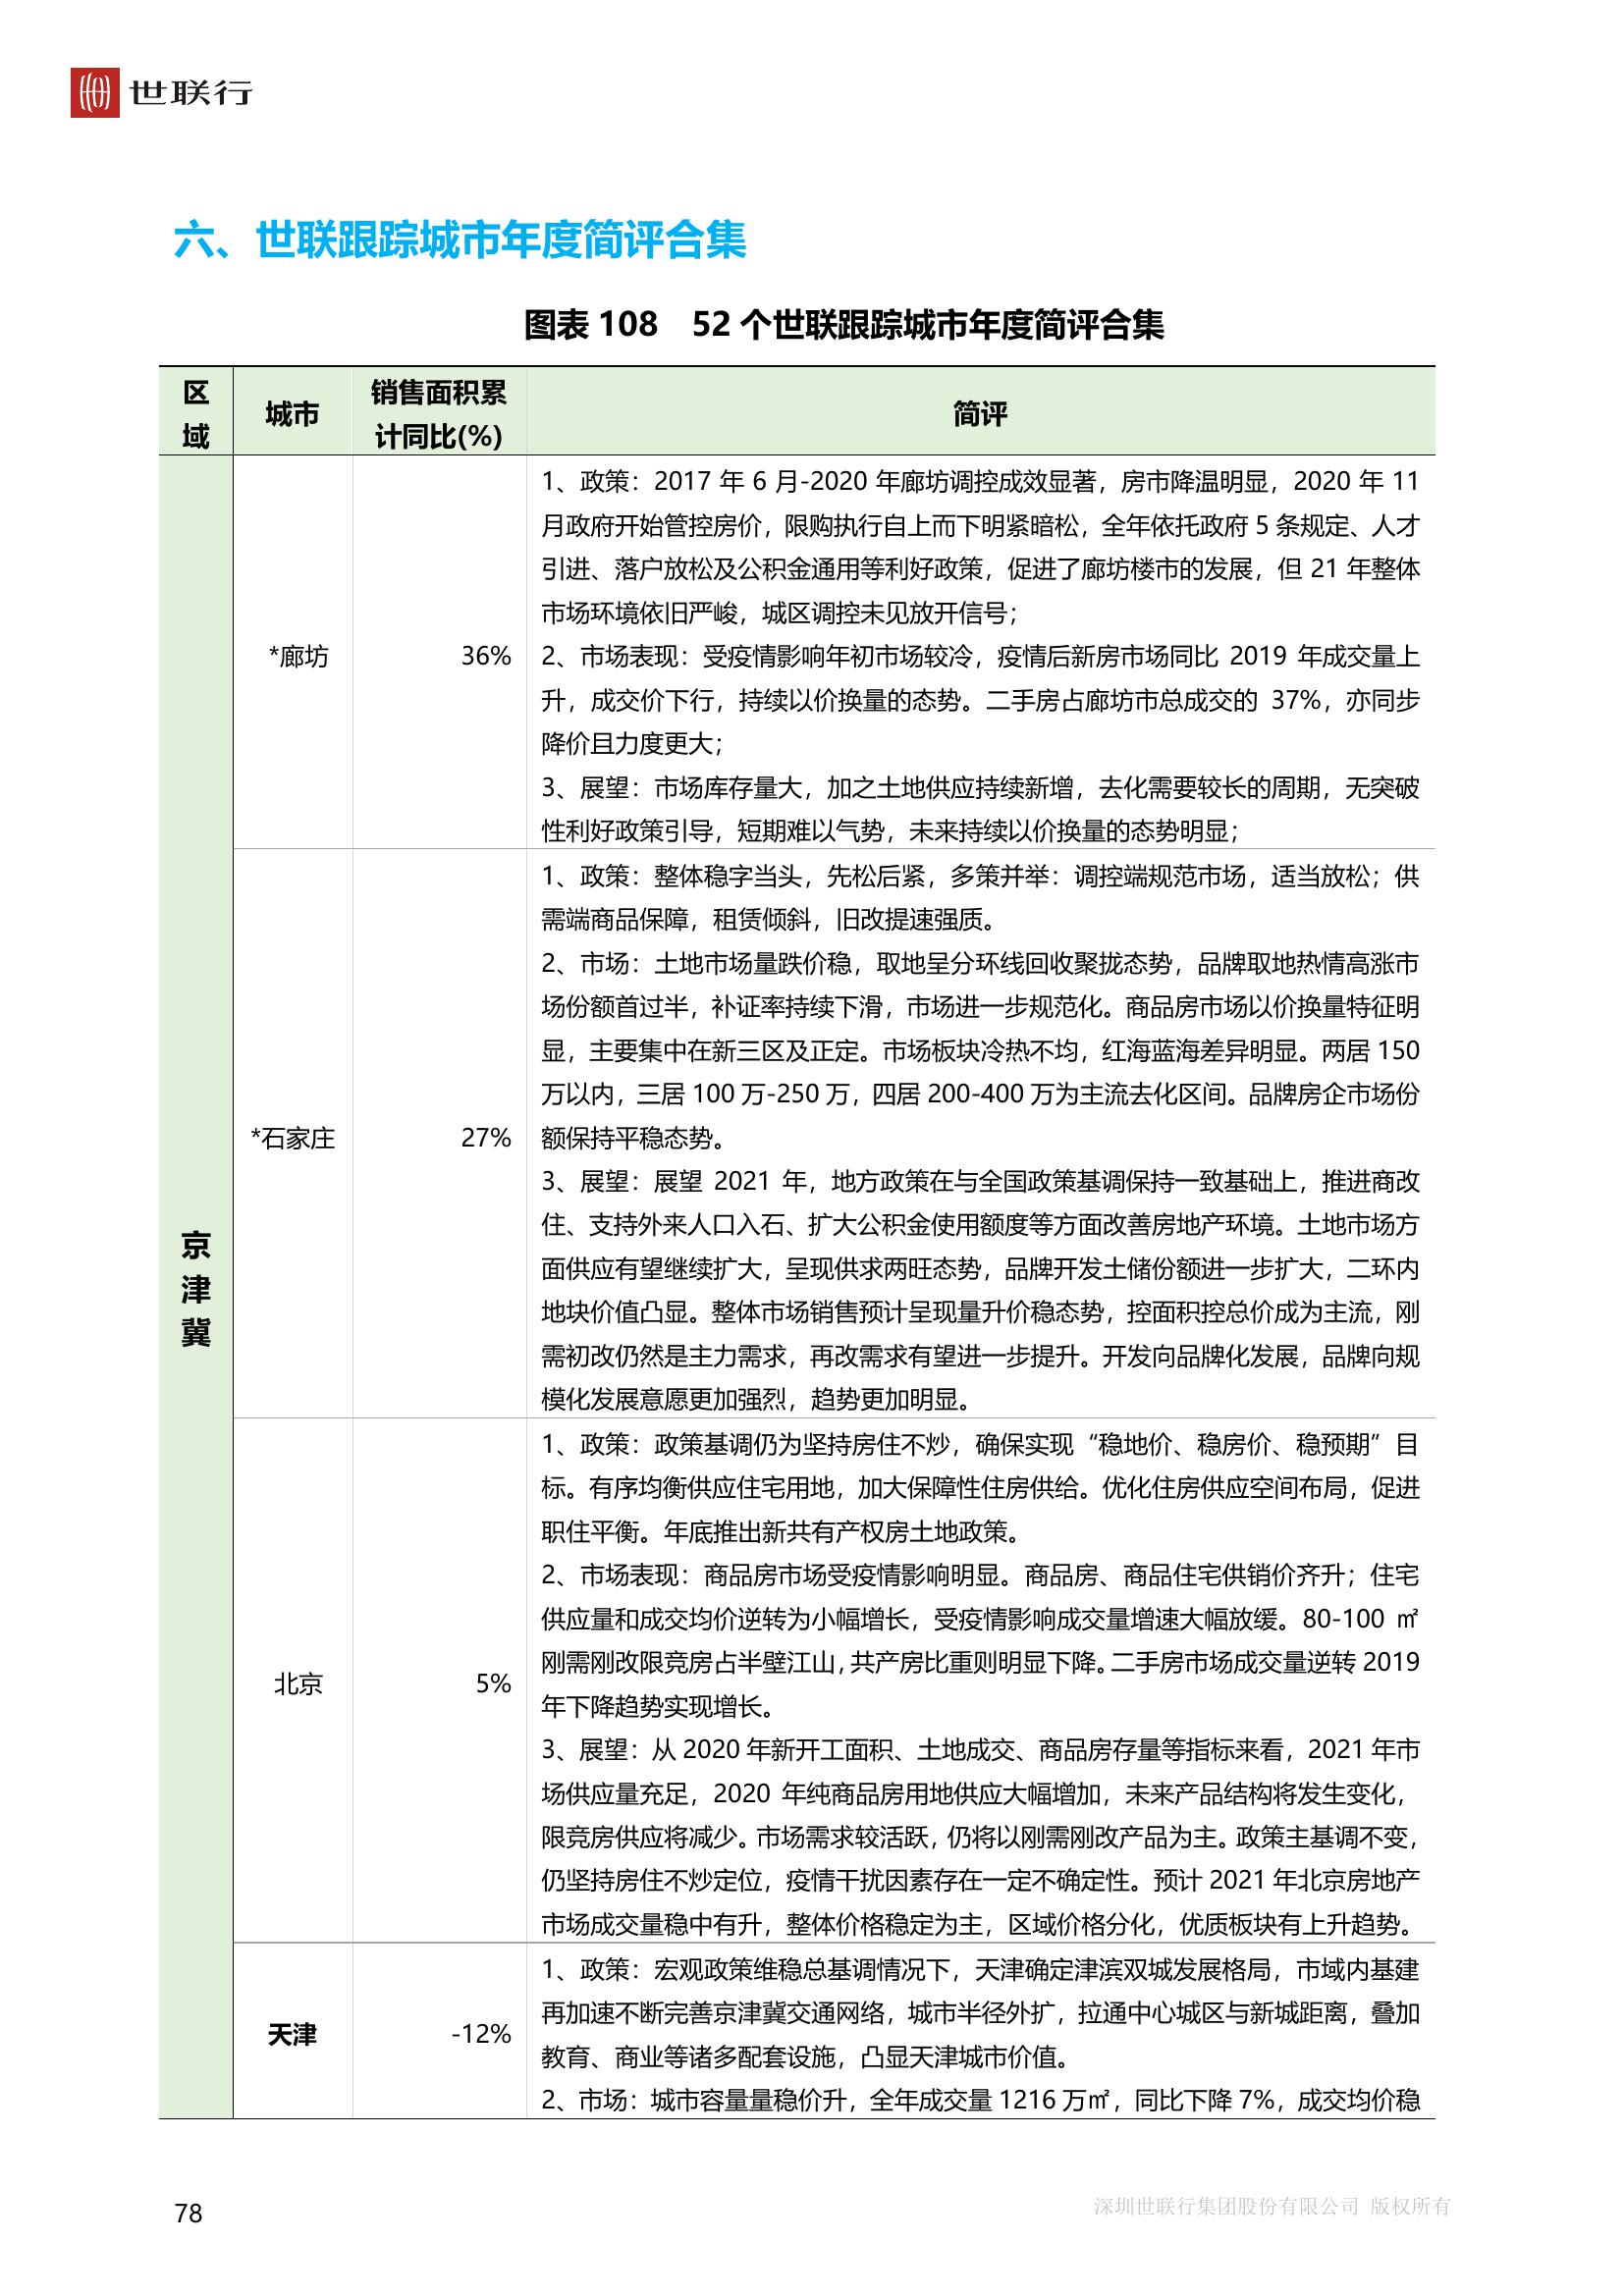 世联行
六、世联跟踪城市年度简评合集
图表 108 52 个世联跟踪城市年度简评合集
区域
城市
销售面积累
计同比(%)
简评
京津冀
*廊坊
36%
1、政策：2017 年 6 月-2020 年廊坊调控成效显著，房市降温明显，2020 年 11
月政府开始管控房价，限购执行自上而下明紧暗松，全年依托政府 5 条规定、人才
引进、落户放松及公积金通用等利好政策，促进了廊坊楼市的发展，但 21 年整体
市场环境依旧严峻，城区调控未见放开信号；
2、市场表现：受疫情影响年初市场较冷，疫情后新房市场同比 2019 年成交量上
升，成交价下行，持续以价换量的态势。二手房占廊坊市总成交的 37%，亦同步
降价且力度更大；
3、展望：市场库存量大，加之土地供应持续新增，去化需要较长的周期，无突破
性利好政策引导，短期难以气势，未来持续以价换量的态势明显；
*石家庄
27%
1、政策：整体稳字当头，先松后紧，多策并举：调控端规范市场，适当放松；供
需端商品保障，租赁倾斜，旧改提速强质。
2、市场：土地市场量跌价稳，取地呈分环线回收聚拢态势，品牌取地热情高涨市
场份额首过半，补证率持续下滑，市场进一步规范化。商品房市场以价换量特征明
显，主要集中在新三区及正定。市场板块冷热不均，红海蓝海差异明显。两居 150
万以内，三居 100 万-250 万，四居 200-400 万为主流去化区间。品牌房企市场份
额保持平稳态势。
3、展望：展望 2021 年，地方政策在与全国政策基调保持一致基础上，推进商改
住、支持外来人口入石、扩大公积金使用额度等方面改善房地产环境。土地市场方
面供应有望继续扩大，呈现供求两旺态势，品牌开发土储份额进一步扩大，二环内
地块价值凸显。整体市场销售预计呈现量升价稳态势，控面积控总价成为主流，刚
需初改仍然是主力需求，再改需求有望进一步提升。开发向品牌化发展，品牌向规
模化发展意愿更加强烈，趋势更加明显。
北京
5%
1、政策：政策基调仍为坚持房住不炒，确保实现“稳地价、稳房价、稳预期”目
标。有序均衡供应住宅用地，加大保障性住房供给。优化住房供应空间布局，促进
职住平衡。年底推出新共有产权房土地政策。
2、市场表现：商品房市场受疫情影响明显。商品房、商品住宅供销价齐升；住宅
供应量和成交均价逆转为小幅增长，受疫情影响成交量增速大幅放缓。80-100 ㎡
刚需刚改限竞房占半壁江山，共产房比重则明显下降。二手房市场成交量逆转 2019
年下降趋势实现增长。
3、展望：从 2020 年新开工面积、土地成交、商品房存量等指标来看，2021 年市
场供应量充足，2020 年纯商品房用地供应大幅增加，未来产品结构将发生变化，
限竞房供应将减少。市场需求较活跃，仍将以刚需刚改产品为主。政策主基调不变，
仍坚持房住不炒定位，疫情干扰因素存在一定不确定性。预计 2021 年北京房地产
市场成交量稳中有升，整体价格稳定为主，区域价格分化，优质板块有上升趋势。
天津
-12%
1、政策：宏观政策维稳总基调情况下，天津确定津滨双城发展格局，市域内基建
再加速不断完善京津冀交通网络，城市半径外扩，拉通中心城区与新城距离，叠加
教育、商业等诸多配套设施，凸显天津城市价值。
2、市场：城市容量量稳价升，全年成交量 1216 万㎡，同比下降 7%，成交均价稳
78
深圳世联行集团股份有限公司 版权所有